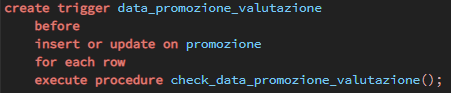 create trigger data_promozione_valutazione
before
insert or update on promozione
for each row
execute procedure check_data_promozione_valutazione();